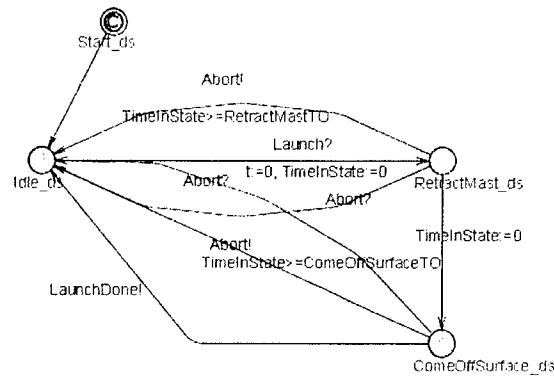 Start_ds
Abort!
TimeInState>=RetractMastTO
Launch?
t:=0, TimeInState:=0
Idle_ds
RetractMast_ds
Abort?
Abort?
TimeInState:=0
Abort!
TimeInState>=ComeOffSurfaceTO
LaunchDone!
ComeOffSurface_ds